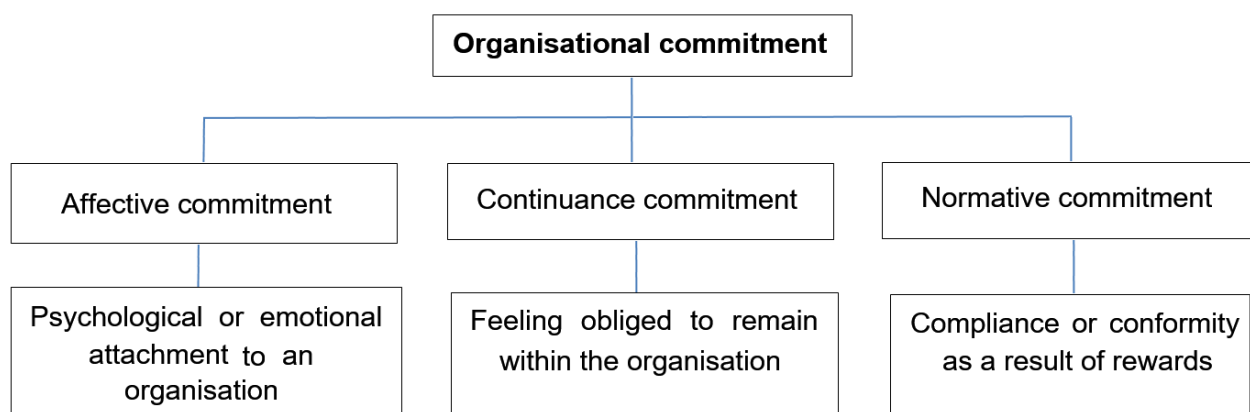 Organisational commitment
Affective commitment
Continuance commitment
Normative commitment
Psychological or emotional
attachment to an
organisation
Feeling obliged to remain
within the organisation
Compliance or conformity
as a result of rewards